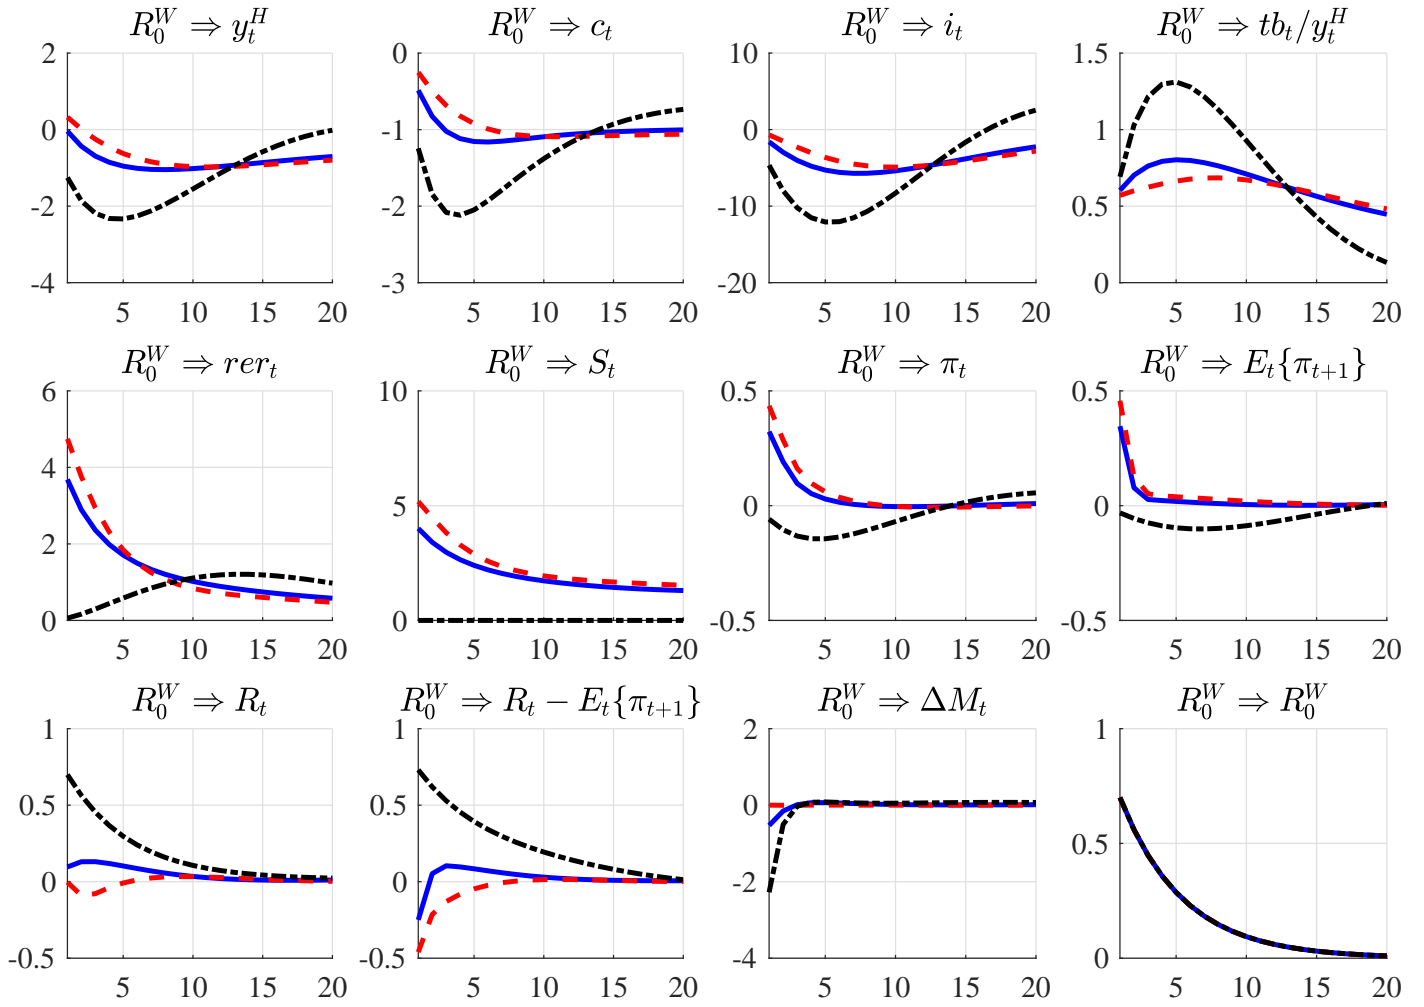 R_0^W ⇒ y_t^H R_0^W ⇒ c_t R_0^W ⇒ i_t R_0^W ⇒ tb_t/y_t^H
2 0 10 1.5
0 -1 0 1
-2 -2 -10 0.5
-4 -3 -20 0
5 10 15 20 5 10 15 20 5 10 15 20 5 10 15 20
R_0^W ⇒ rer_t R_0^W ⇒ S_t R_0^W ⇒ π_t R_0^W ⇒ E_t{π_{t+1}}
6 10 0.5 0.5
4
5 0 0
2
0 0 -0.5 -0.5
5 10 15 20 5 10 15 20 5 10 15 20 5 10 15 20
R_0^W ⇒ R_t R_0^W ⇒ R_t − E_t{π_{t+1}} R_0^W ⇒ ΔM_t R_0^W ⇒ R_0^W
1 1 2 1
0.5 0.5 0
0.5
0 0 -2
-0.5 -0.5 -4 0
5 10 15 20 5 10 15 20 5 10 15 20 5 10 15 20